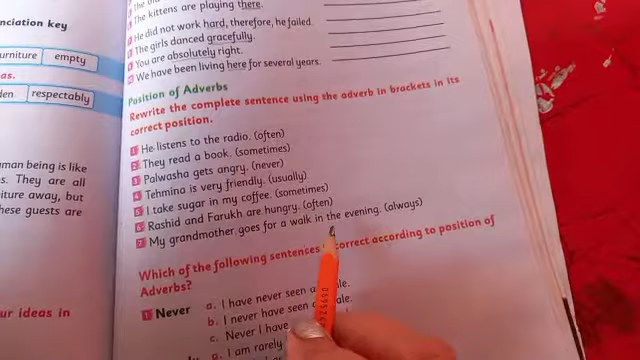 The kittens are playing there.
nciation key
He did not work hard, therefore, he failed.
The girls danced gracefully.
urniture
empty
You are absolutely right.
We have been living here for several years.
as.
den
respectably
Position of Adverbs
Rewrite the complete sentence using the adverb in brackets in its
correct position.
1 He listens to the radio. (often)
2 They read a book. (sometimes)
uman being is like
3 Palwasha gets angry. (never)
s. They are all
4 Tehmina is very friendly. (usually)
iture away, but
5 I take sugar in my coffee. (sometimes)
hese guests are
6 Rashid and Farukh are hungry. (often)
7 My grandmother goes for a walk in the evening. (always)
Which of the following sentences correct according to position of
Adverbs?
ur ideas in
1 Never
a. I have never seen a
b. I never have seen
c. Never I have
a. I am rarely